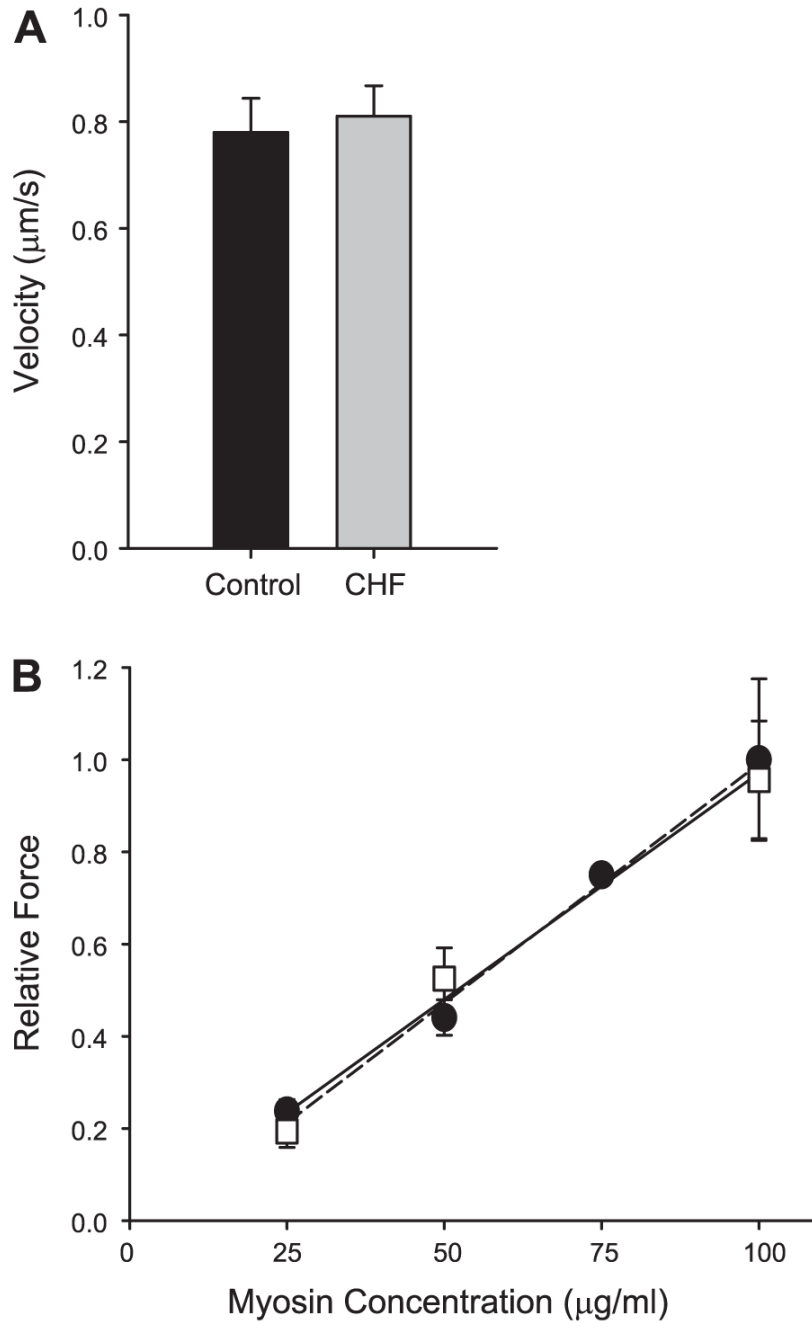 A
1.0
0.8
0.6
0.4
0.2
0.0
Velocity (μm/s)
Control CHF
B
1.2
1.0
0.8
0.6
0.4
0.2
0.0
Relative Force
0 25 50 75 100
Myosin Concentration (μg/ml)